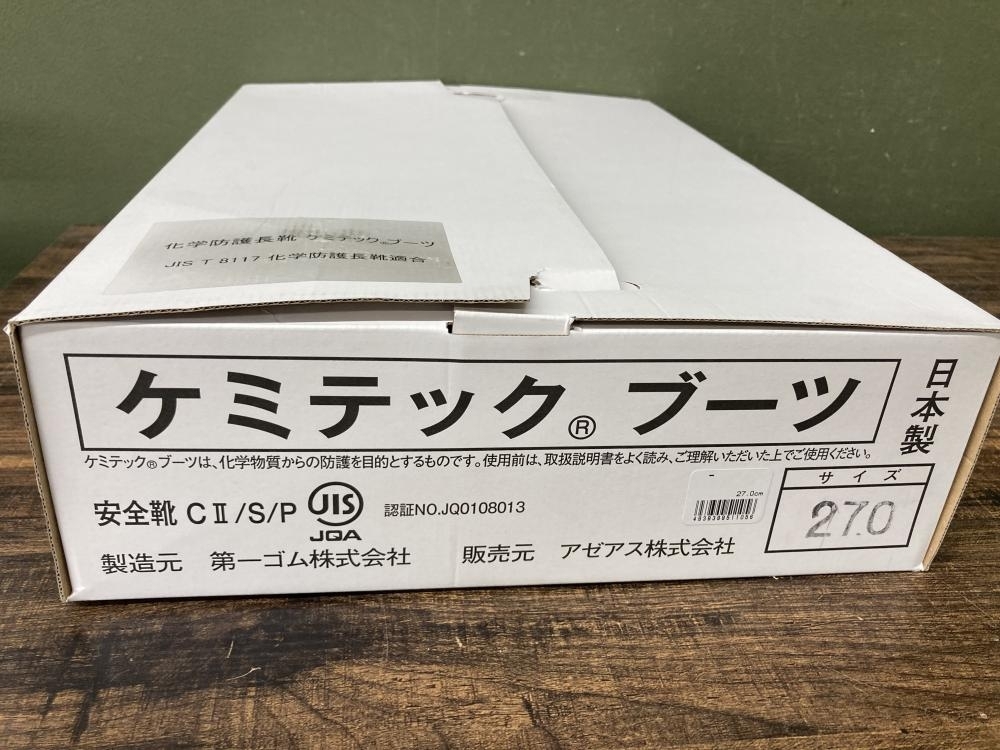 化学防護長靴 ケミテック®ブーツ
JIS T 8117 化学防護長靴適合
ケミテック® ブーツ
日本製
ケミテック®ブーツは、化学物質からの防護を目的とするものです。使用前は、取扱説明書をよく読み、ご理解いただいた上でご使用ください。
安全靴 CⅡ/S/P
JIS
JQA
認証NO.JQ0108013
-
27.0cm
サイズ
27.0
製造元 第一ゴム株式会社 販売元 アゼアス株式会社